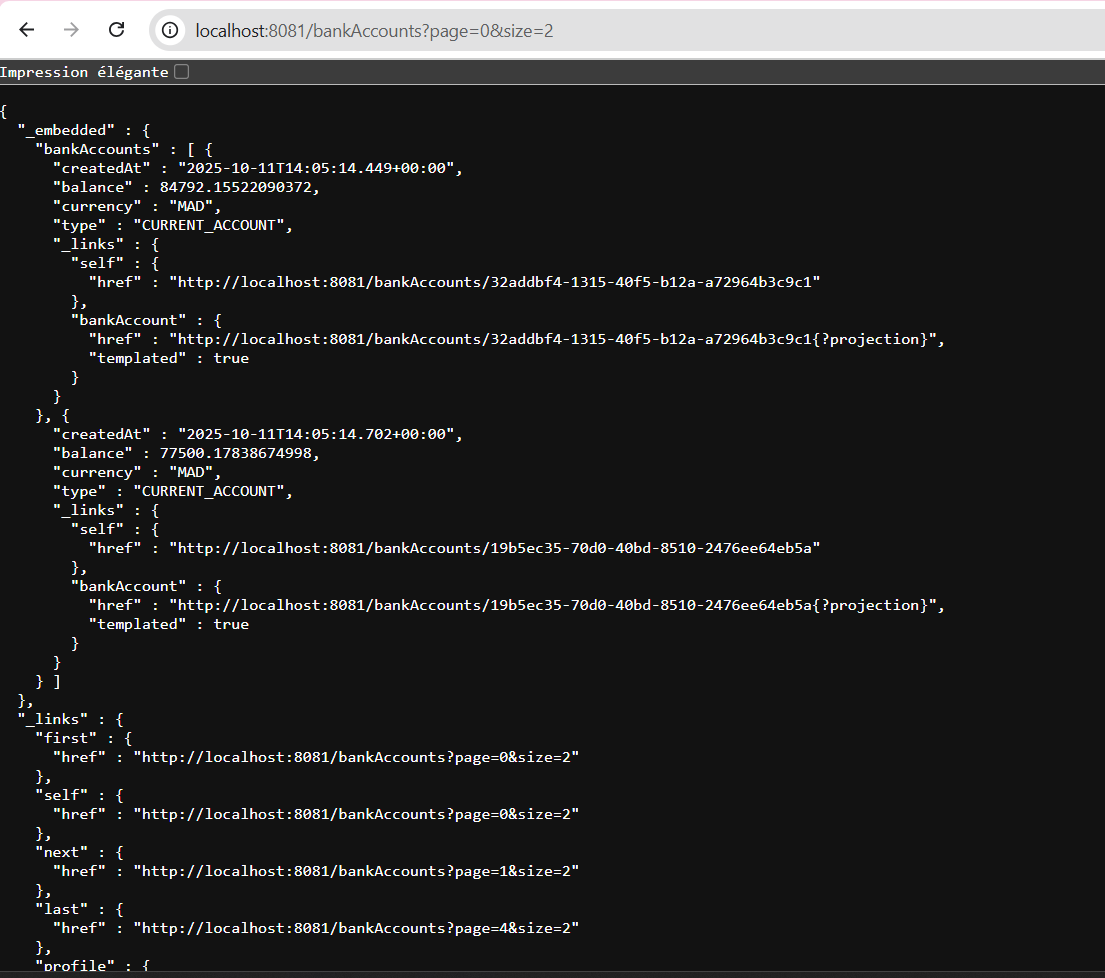 localhost:8081/bankAccounts?page=0&size=2
Impression élégante
{
  "_embedded" : {
    "bankAccounts" : [ {
      "createdAt" : "2025-10-11T14:05:14.449+00:00",
      "balance" : 84792.15522090372,
      "currency" : "MAD",
      "type" : "CURRENT_ACCOUNT",
      "_links" : {
        "self" : {
          "href" : "http://localhost:8081/bankAccounts/32addbf4-1315-40f5-b12a-a72964b3c9c1"
        },
        "bankAccount" : {
          "href" : "http://localhost:8081/bankAccounts/32addbf4-1315-40f5-b12a-a72964b3c9c1{?projection}",
          "templated" : true
        }
      }
    }, {
      "createdAt" : "2025-10-11T14:05:14.702+00:00",
      "balance" : 77500.17838674998,
      "currency" : "MAD",
      "type" : "CURRENT_ACCOUNT",
      "_links" : {
        "self" : {
          "href" : "http://localhost:8081/bankAccounts/19b5ec35-70d0-40bd-8510-2476ee64eb5a"
        },
        "bankAccount" : {
          "href" : "http://localhost:8081/bankAccounts/19b5ec35-70d0-40bd-8510-2476ee64eb5a{?projection}",
          "templated" : true
        }
      }
    } ]
  },
  "_links" : {
    "first" : {
      "href" : "http://localhost:8081/bankAccounts?page=0&size=2"
    },
    "self" : {
      "href" : "http://localhost:8081/bankAccounts?page=0&size=2"
    },
    "next" : {
      "href" : "http://localhost:8081/bankAccounts?page=1&size=2"
    },
    "last" : {
      "href" : "http://localhost:8081/bankAccounts?page=4&size=2"
    },
    "profile" : {